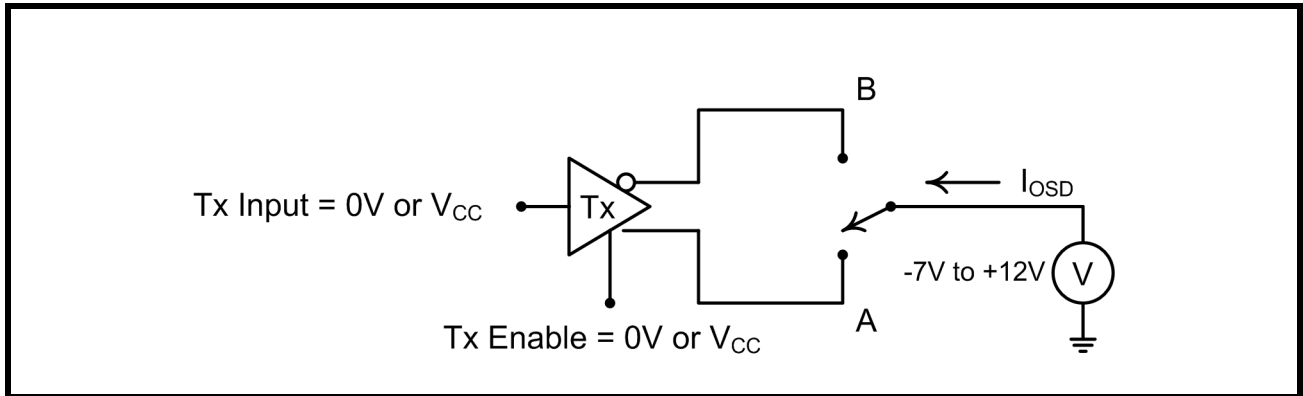 B
I_OSD
Tx Input = 0V or V_CC
Tx
-7V to +12V
V
A
Tx Enable = 0V or V_CC